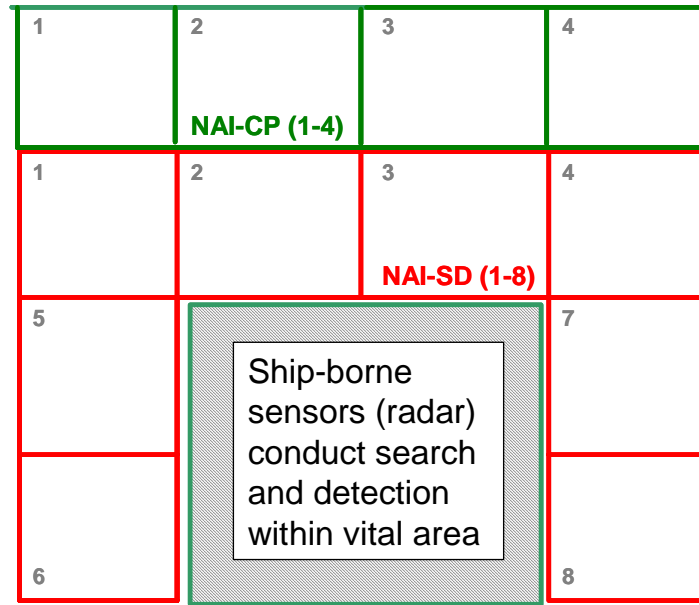 1 2 3 4
NAI-CP (1-4)
1 2 3 4
NAI-SD (1-8)
5 7
Ship-borne
sensors (radar)
conduct search
and detection
within vital area
6 8